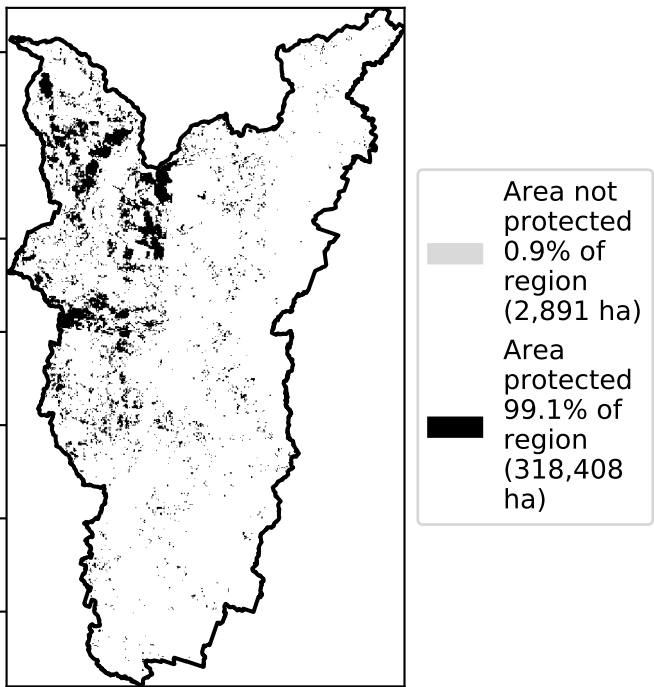 Area not
protected
0.9% of
region
(2,891 ha)
Area
protected
99.1% of
region
(318,408
ha)